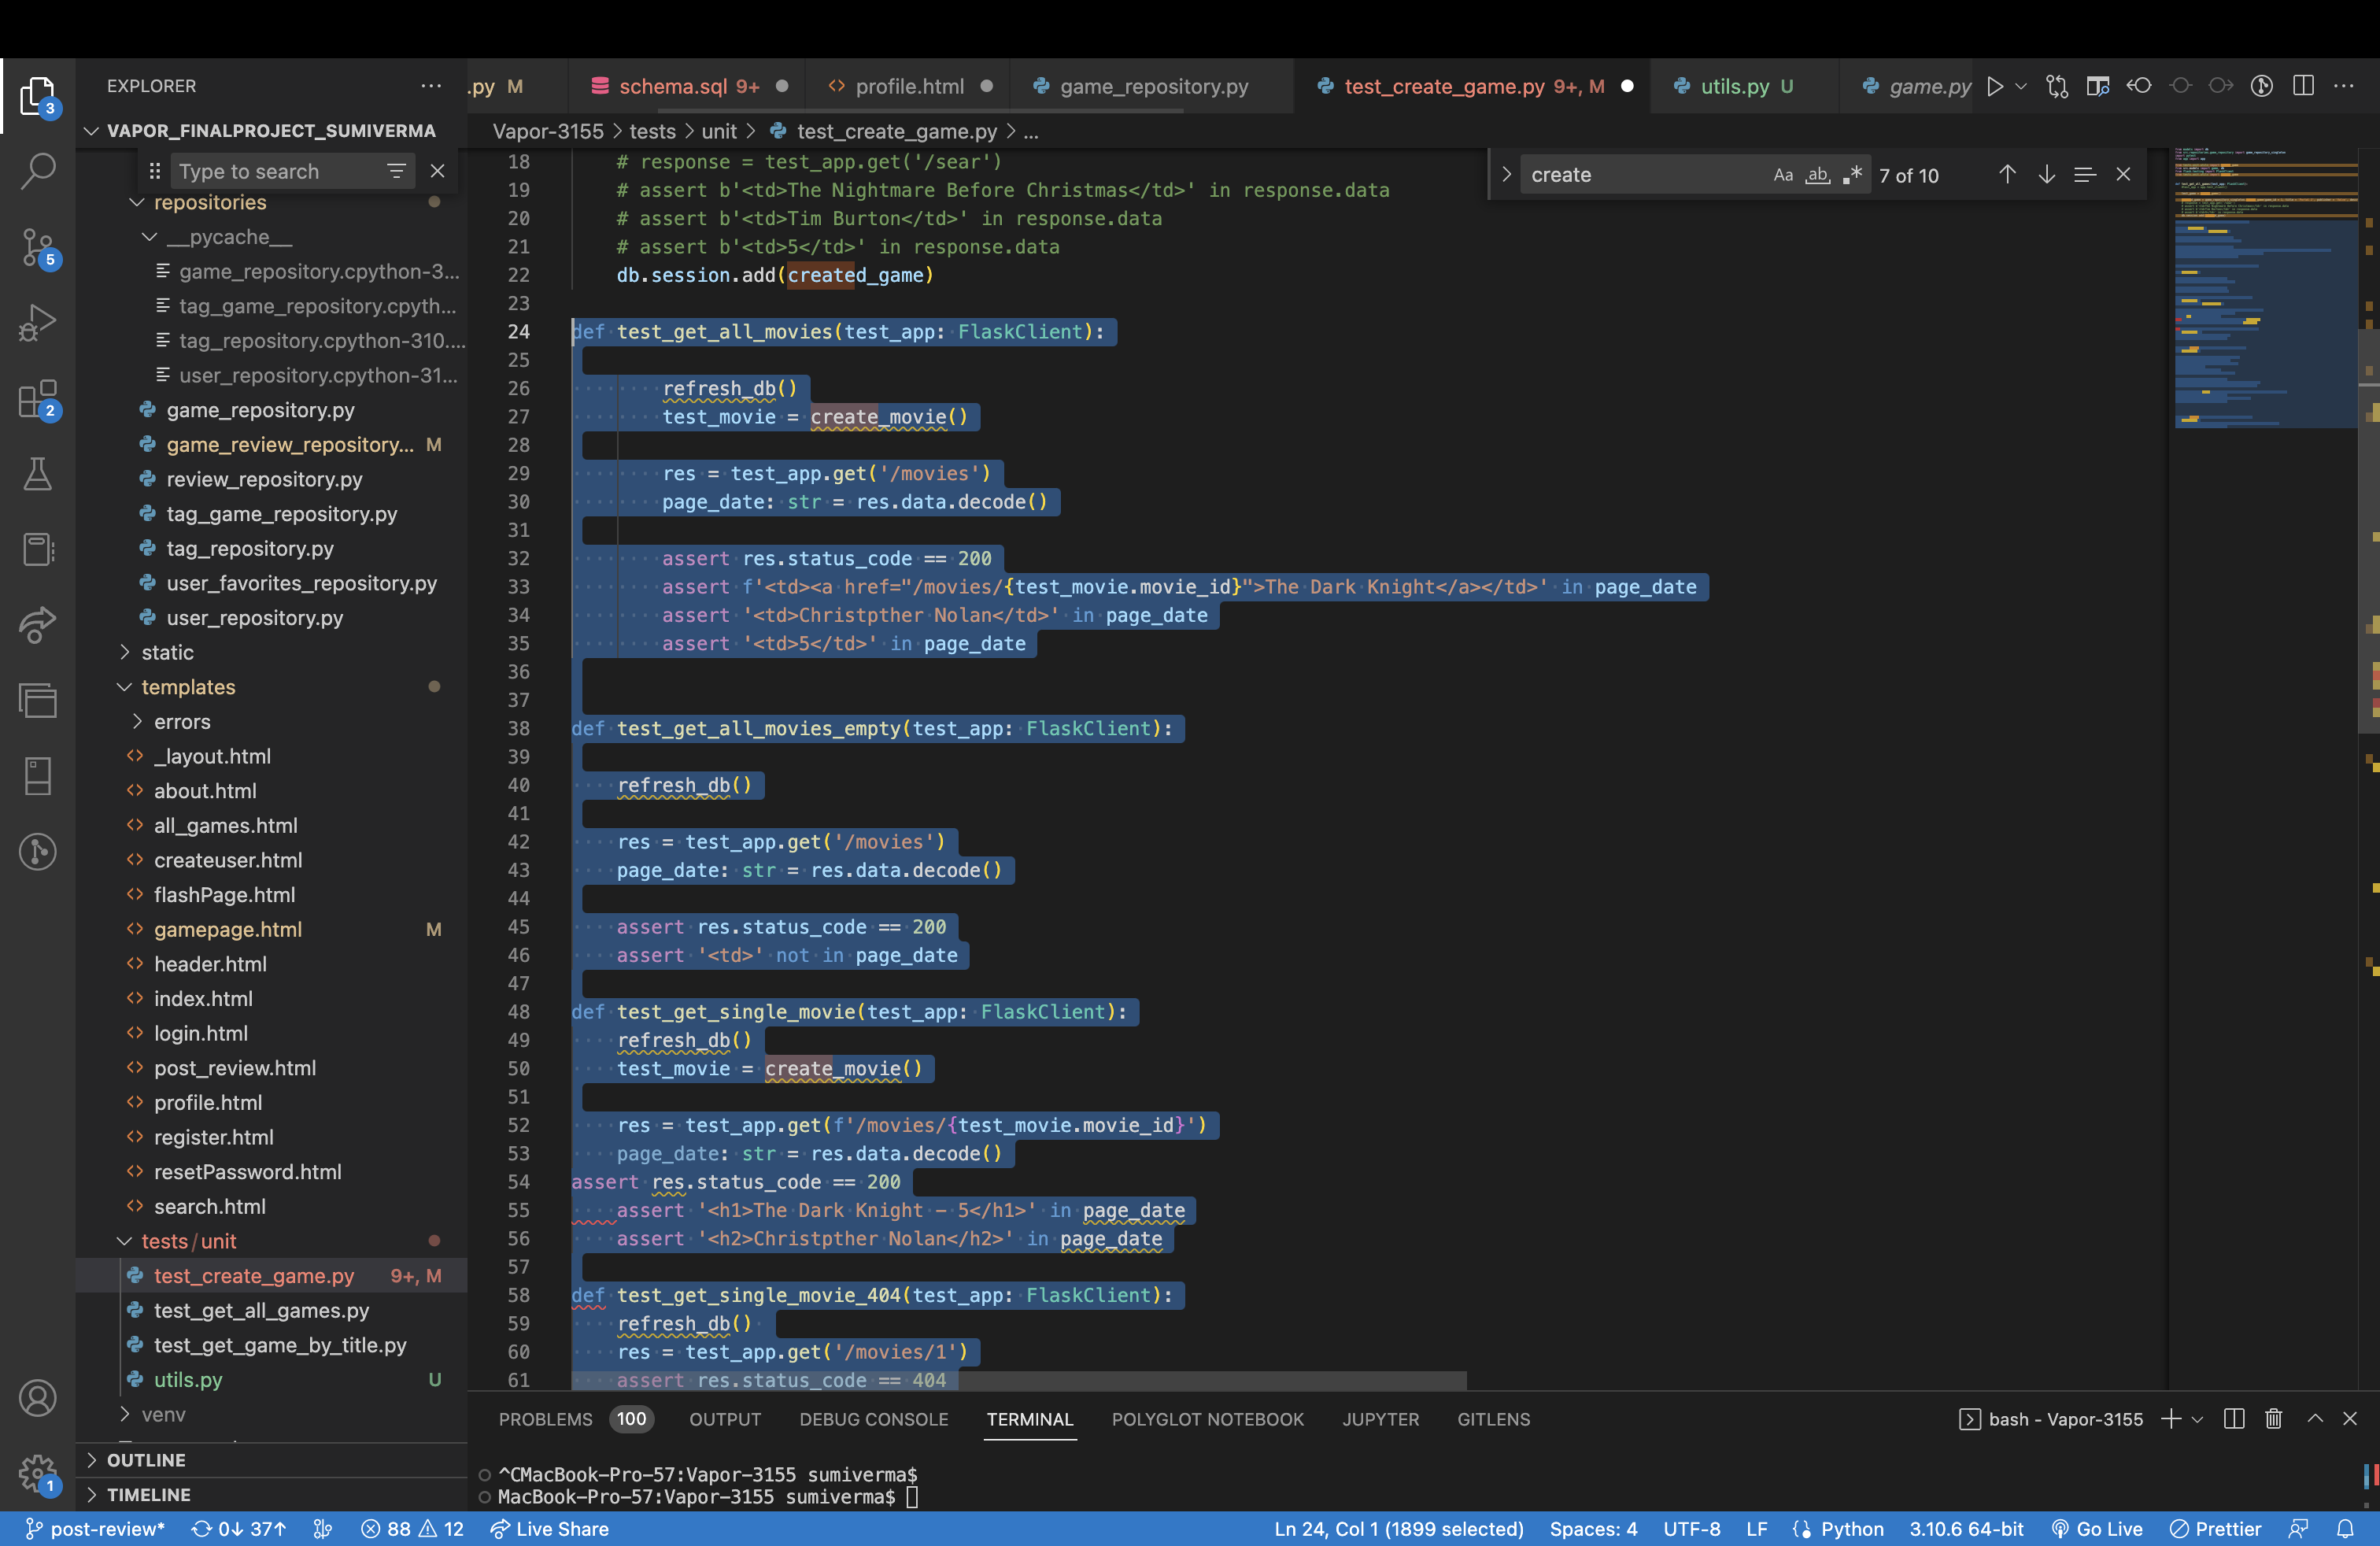 EXPLORER
VAPOR_FINALPROJECT_SUMIVERMA
Type to search
repositories
__pycache__
game_repository.cpython-3...
tag_game_repository.cpyth...
tag_repository.cpython-310....
user_repository.cpython-31...
game_repository.py
game_review_repository... M
review_repository.py
tag_game_repository.py
tag_repository.py
user_favorites_repository.py
user_repository.py
static
templates
errors
_layout.html
about.html
all_games.html
createuser.html
flashPage.html
gamepage.html M
header.html
index.html
login.html
post_review.html
profile.html
register.html
resetPassword.html
search.html
tests/unit
test_create_game.py 9+, M
test_get_all_games.py
test_get_game_by_title.py
utils.py U
venv
OUTLINE
TIMELINE
3
5
2
1
.py M
schema.sql 9+
profile.html
game_repository.py
test_create_game.py 9+, M
utils.py U
game.py
Vapor-3155 > tests > unit > test_create_game.py > ...
create
Aa ab .* 7 of 10
18 # response = test_app.get('/sear')
19 # assert b'<td>The Nightmare Before Christmas</td>' in response.data
20 # assert b'<td>Tim Burton</td>' in response.data
21 # assert b'<td>5</td>' in response.data
22 db.session.add(created_game)
23
24 def test_get_all_movies(test_app: FlaskClient):
25
26 refresh_db()
27 test_movie = create_movie()
28
29 res = test_app.get('/movies')
30 page_date: str = res.data.decode()
31
32 assert res.status_code == 200
33 assert f'<td><a href="/movies/{test_movie.movie_id}">The Dark Knight</a></td>' in page_date
34 assert '<td>Christpther Nolan</td>' in page_date
35 assert '<td>5</td>' in page_date
36
37
38 def test_get_all_movies_empty(test_app: FlaskClient):
39
40 refresh_db()
41
42 res = test_app.get('/movies')
43 page_date: str = res.data.decode()
44
45 assert res.status_code == 200
46 assert '<td>' not in page_date
47
48 def test_get_single_movie(test_app: FlaskClient):
49 refresh_db()
50 test_movie = create_movie()
51
52 res = test_app.get(f'/movies/{test_movie.movie_id}')
53 page_date: str = res.data.decode()
54 assert res.status_code == 200
55 assert '<h1>The Dark Knight - 5</h1>' in page_date
56 assert '<h2>Christpther Nolan</h2>' in page_date
57
58 def test_get_single_movie_404(test_app: FlaskClient):
59 refresh_db()
60 res = test_app.get('/movies/1')
61 assert res.status_code == 404
PROBLEMS 100 OUTPUT DEBUG CONSOLE TERMINAL POLYGLOT NOTEBOOK JUPYTER GITLENS
bash - Vapor-3155
^CMacBook-Pro-57:Vapor-3155 sumiverma$
MacBook-Pro-57:Vapor-3155 sumiverma$
post-review* 0↓ 37↑ 88 12 Live Share
Ln 24, Col 1 (1899 selected) Spaces: 4 UTF-8 LF Python 3.10.6 64-bit Go Live Prettier